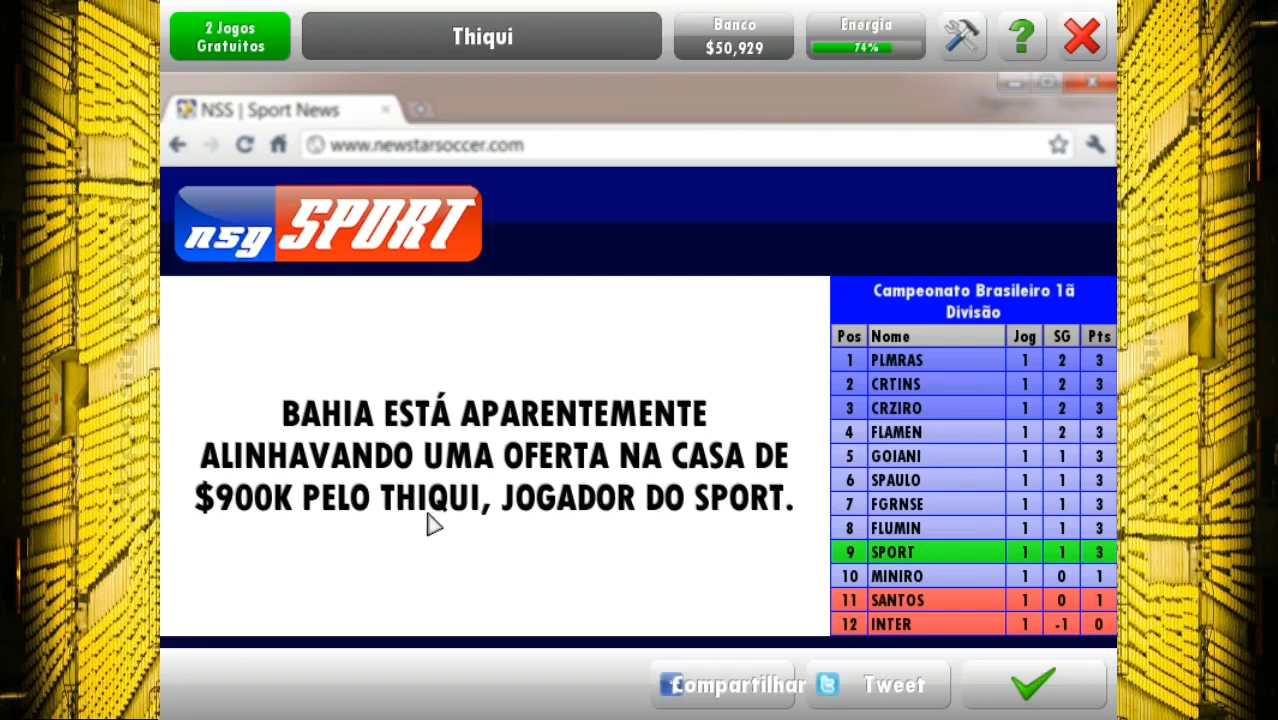 2 Jogos
Gratuitos
Thiqui
Banco
$50,929
Energia
74%
NSS | Sport News
www.newstarsoccer.com
nsg SPORT
BAHIA ESTÁ APARENTEMENTE
ALINHAVANDO UMA OFERTA NA CASA DE
$900K PELO THIQUI, JOGADOR DO SPORT.
Campeonato Brasileiro 1ã
Divisão
Pos Nome Jog SG Pts
1 PLMRAS 1 2 3
2 CRTINS 1 2 3
3 CRZIRO 1 2 3
4 FLAMEN 1 2 3
5 GOIANI 1 1 3
6 SPAULO 1 1 3
7 FGRNSE 1 1 3
8 FLUMIN 1 1 3
9 SPORT 1 1 3
10 MINIRO 1 0 1
11 SANTOS 1 0 1
12 INTER 1 -1 0
Compartilhar
Tweet